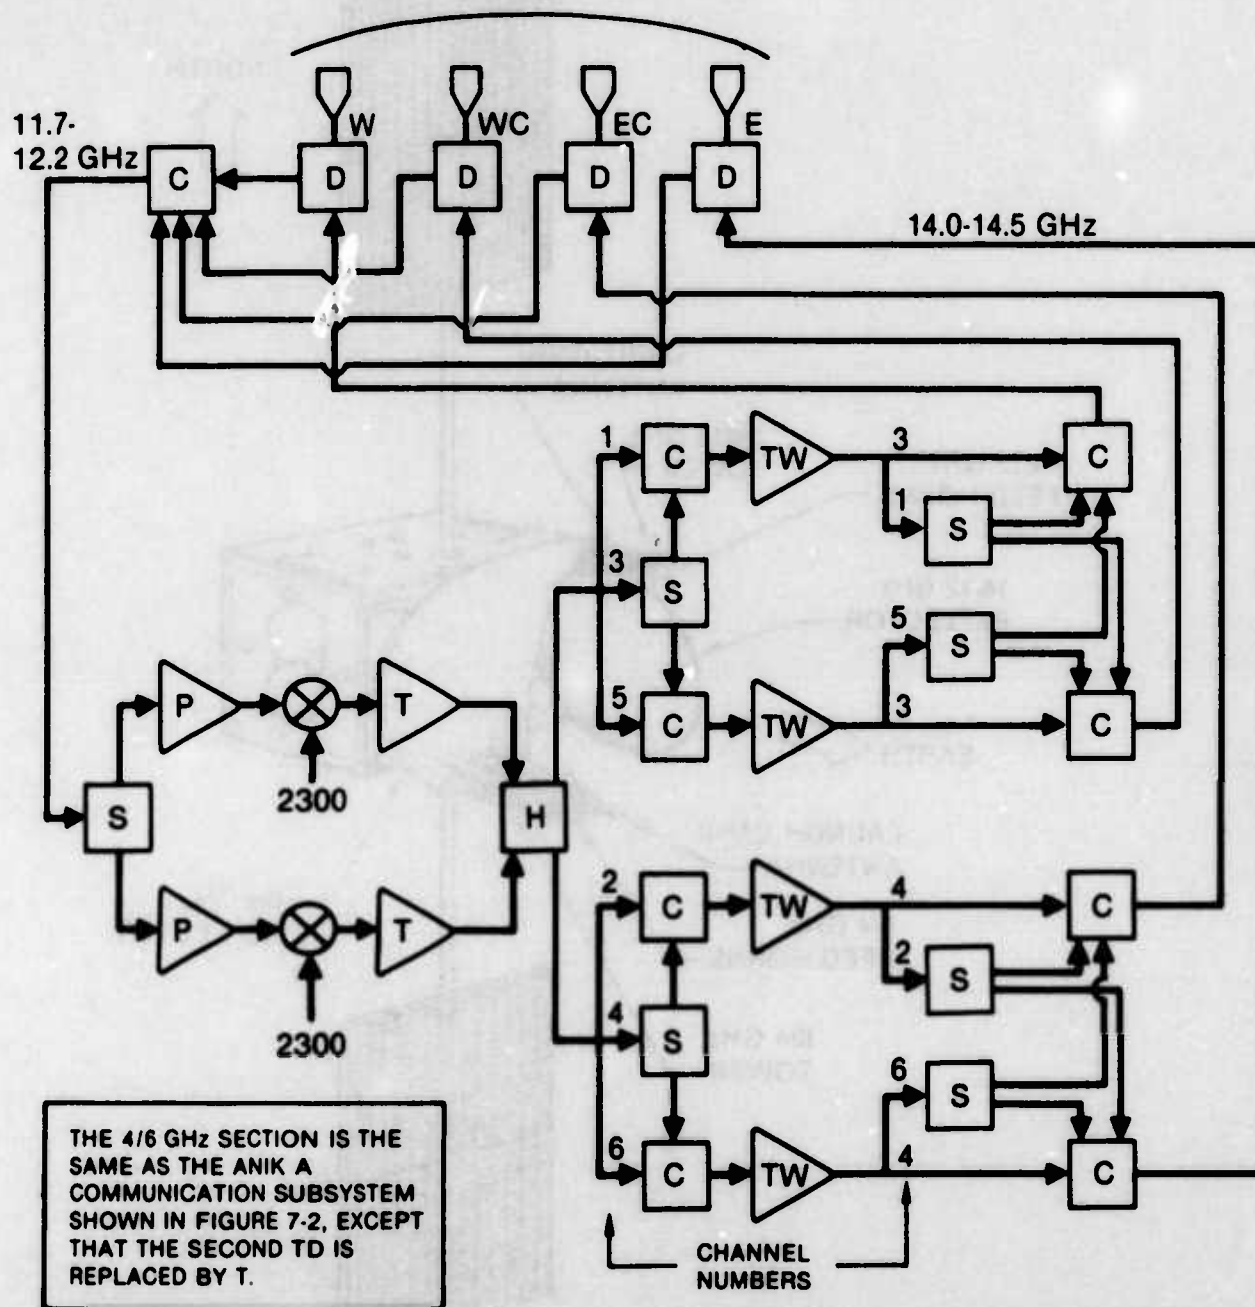 W
WC
EC
E
11.7-
12.2 GHz
C
D
D
D
D
14.0-14.5 GHz
1
C
TW
3
C
1
S
3
S
5
S
5
C
TW
3
C
P
T
2300
S
H
P
T
2300
2
C
TW
4
C
2
S
4
S
6
S
6
C
TW
4
C
CHANNEL
NUMBERS
THE 4/6 GHz SECTION IS THE
SAME AS THE ANIK A
COMMUNICATION SUBSYSTEM
SHOWN IN FIGURE 7-2, EXCEPT
THAT THE SECOND TD IS
REPLACED BY T.